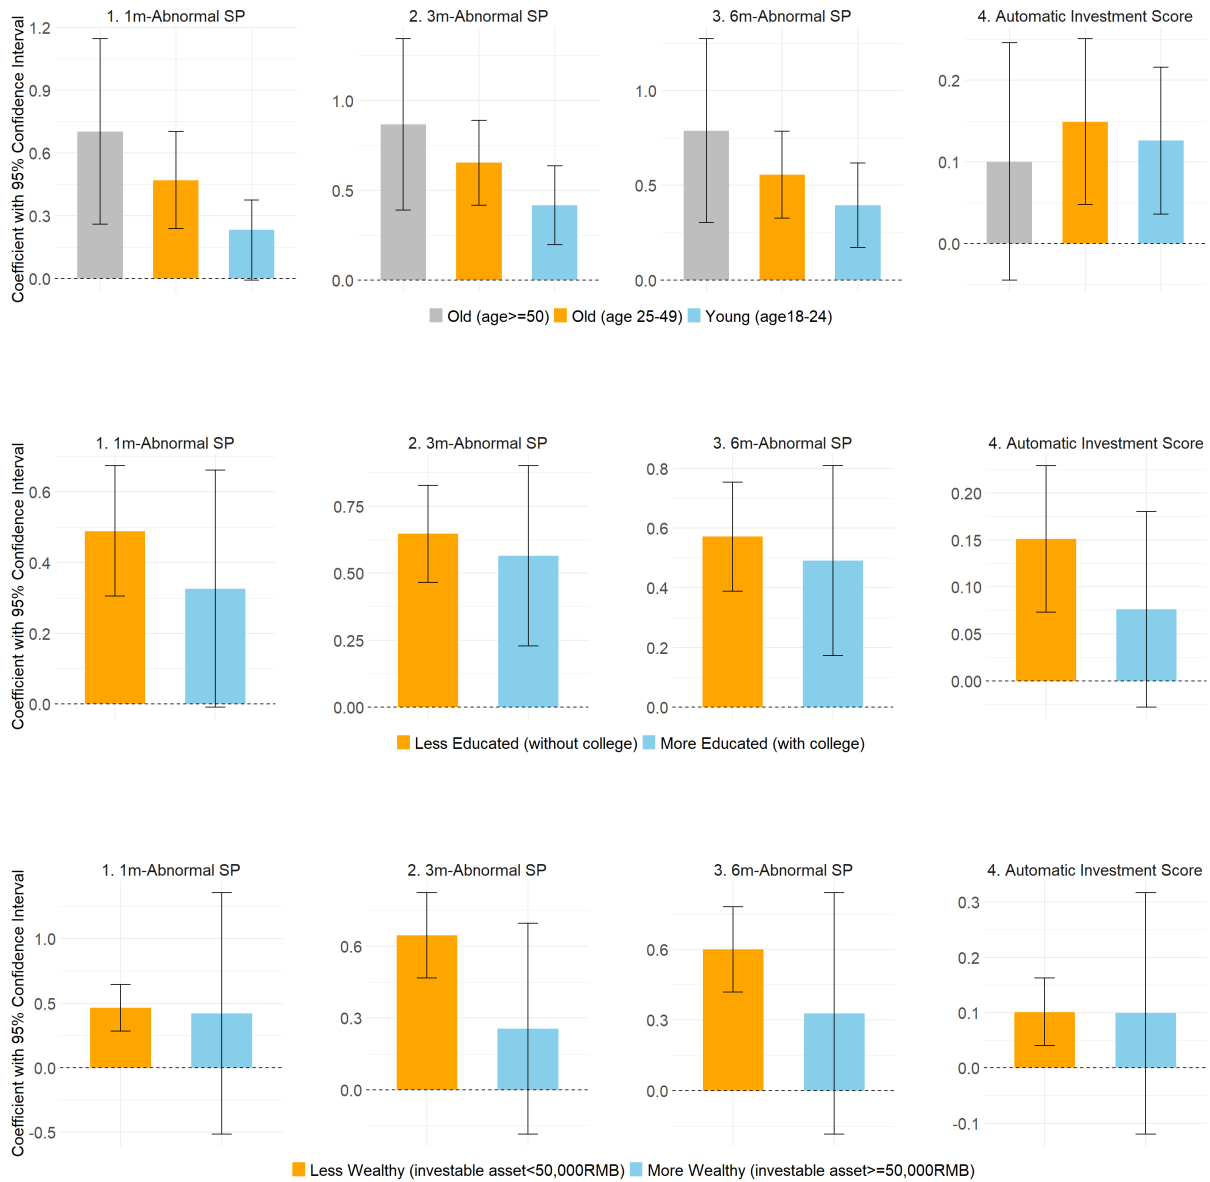 1. 1m-Abnormal SP
2. 3m-Abnormal SP
3. 6m-Abnormal SP
4. Automatic Investment Score
Coefficient with 95% Confidence Interval
1.2
0.9
0.6
0.3
0.0
1.0
0.5
0.0
1.0
0.5
0.0
0.2
0.1
0.0
Old (age>=50) Old (age 25-49) Young (age18-24)
1. 1m-Abnormal SP
2. 3m-Abnormal SP
3. 6m-Abnormal SP
4. Automatic Investment Score
Coefficient with 95% Confidence Interval
0.6
0.4
0.2
0.0
0.75
0.50
0.25
0.00
0.8
0.6
0.4
0.2
0.0
0.20
0.15
0.10
0.05
0.00
Less Educated (without college) More Educated (with college)
1. 1m-Abnormal SP
2. 3m-Abnormal SP
3. 6m-Abnormal SP
4. Automatic Investment Score
Coefficient with 95% Confidence Interval
1.0
0.5
0.0
-0.5
0.6
0.3
0.0
0.6
0.3
0.0
0.3
0.2
0.1
0.0
-0.1
Less Wealthy (investable asset<50,000RMB) More Wealthy (investable asset>=50,000RMB)